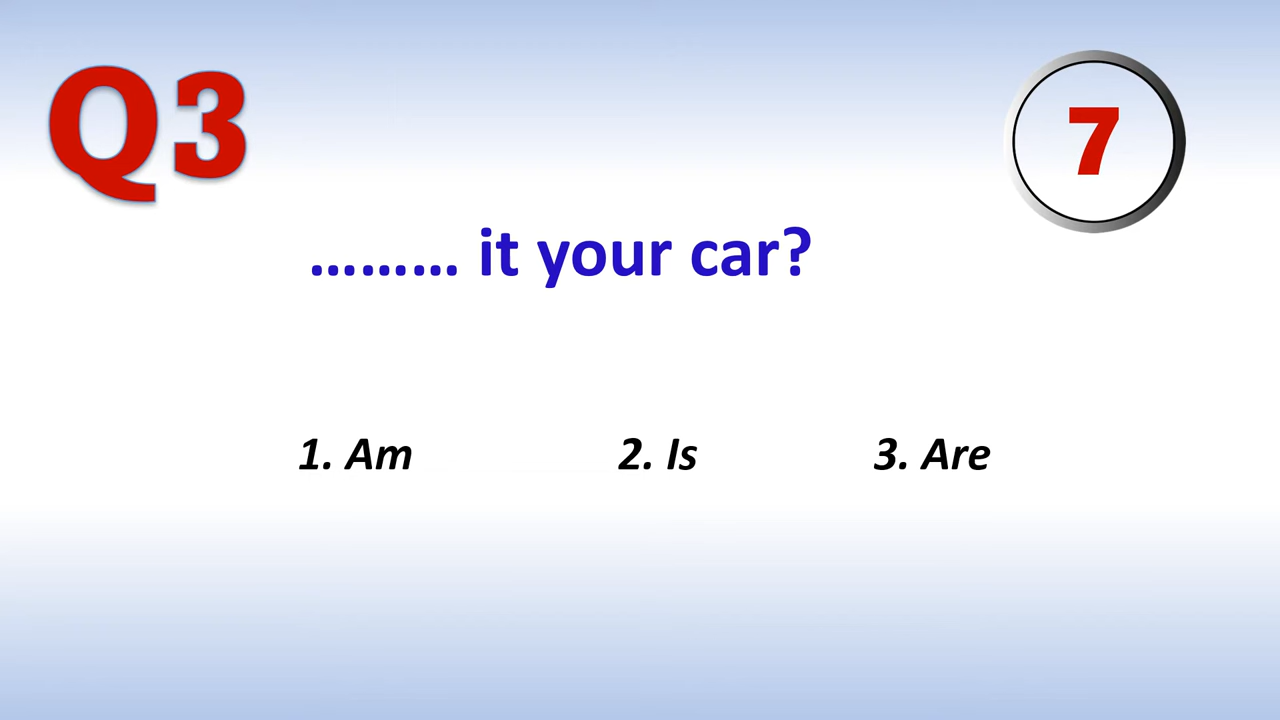 Q3
7
……… it your car?
1. Am 2. Is 3. Are